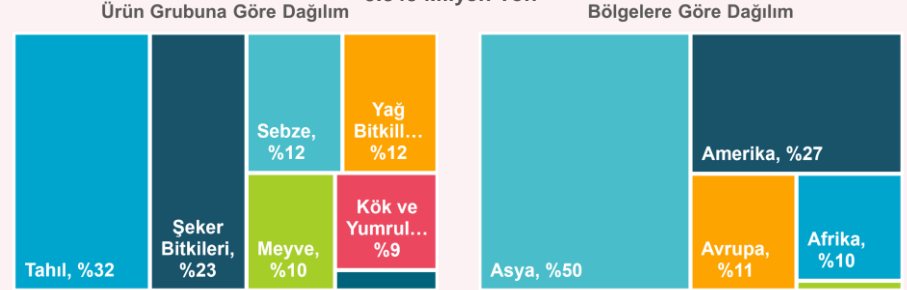 Ürün Grubuna Göre Dağılım
Tahıl, %32
Şeker
Bitkileri,
%23
Sebze,
%12
Yağ
Bitkill...
%12
Meyve,
%10
Kök ve
Yumrul...
%9
Bölgelere Göre Dağılım
Asya, %50
Amerika, %27
Avrupa,
%11
Afrika,
%10